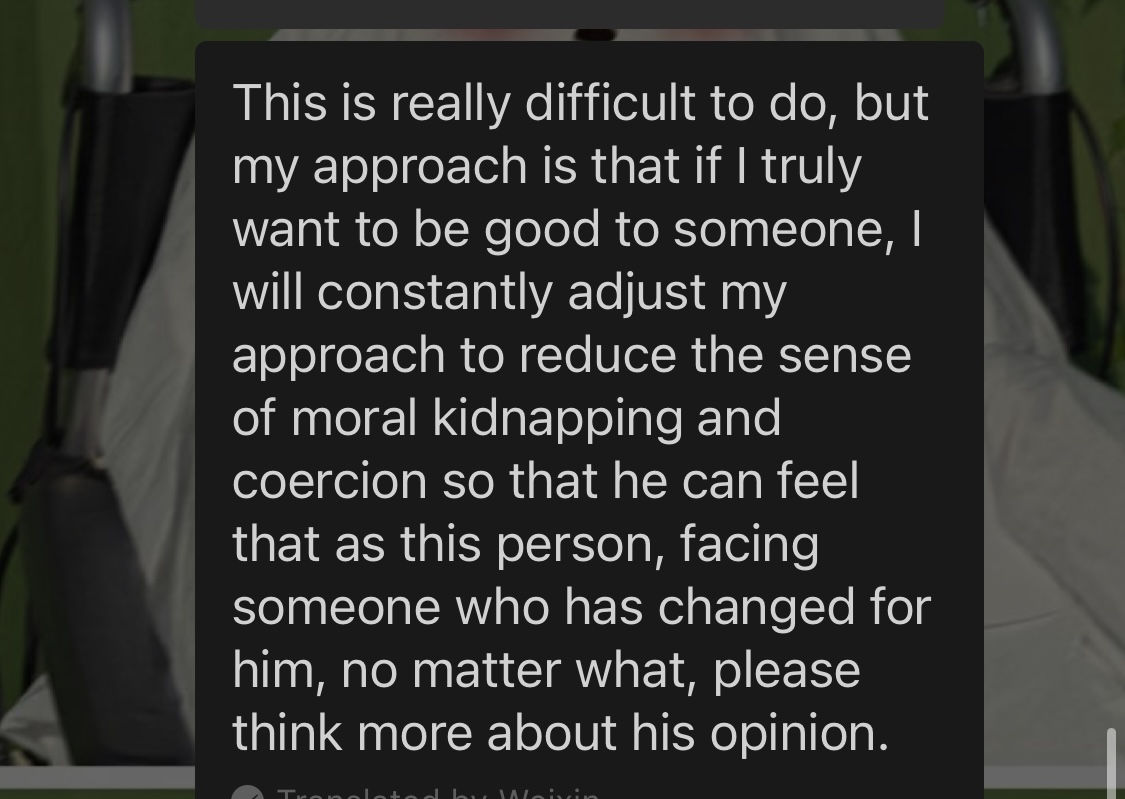 This is really difficult to do, but
my approach is that if I truly
want to be good to someone, I
will constantly adjust my
approach to reduce the sense
of moral kidnapping and
coercion so that he can feel
that as this person, facing
someone who has changed for
him, no matter what, please
think more about his opinion.
Translated by Weixin